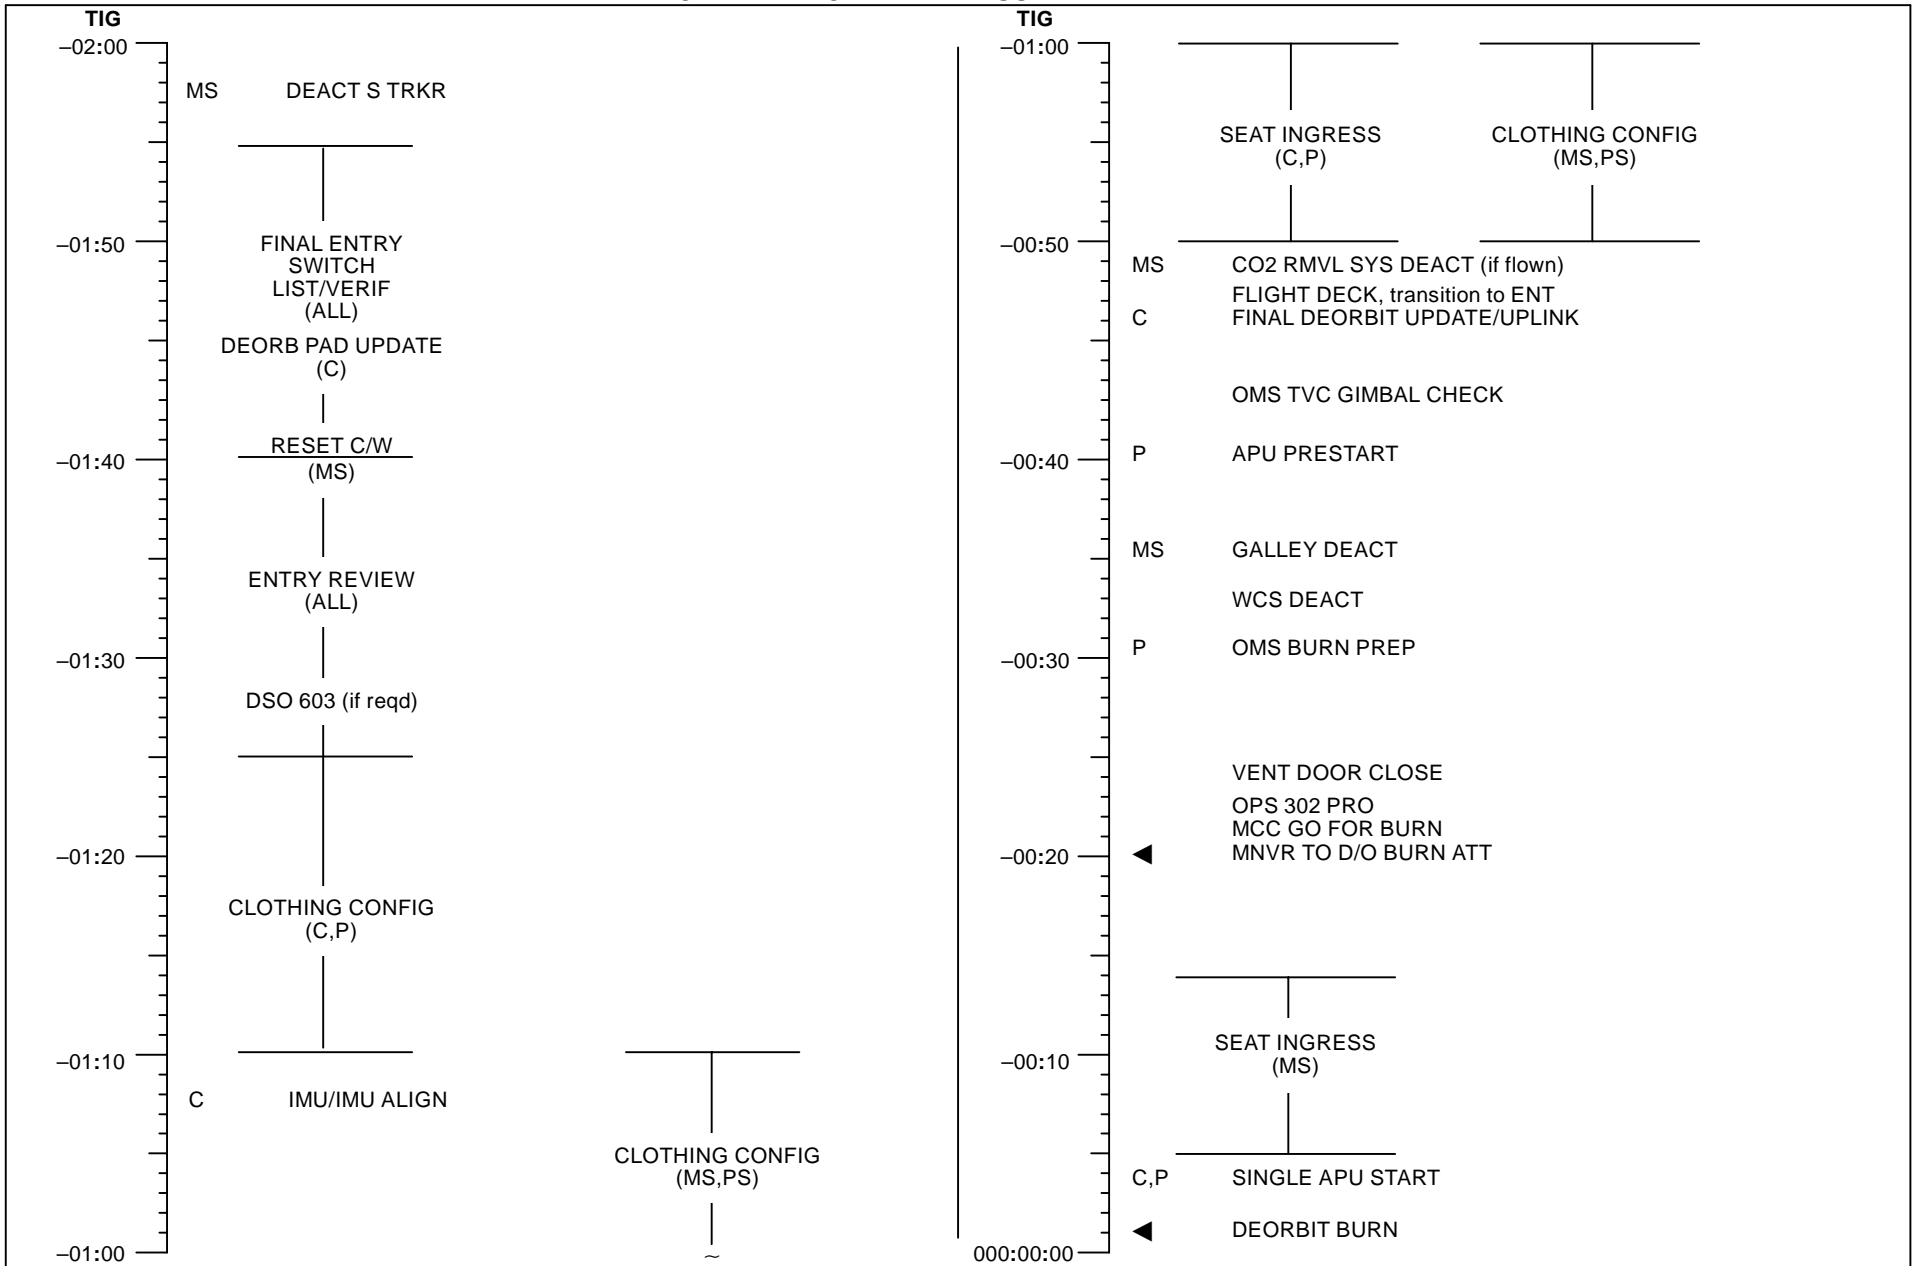 TIG
–02:00
MS DEACT S TRKR
–01:50
FINAL ENTRY
SWITCH
LIST/VERIF
(ALL)
DEORB PAD UPDATE
(C)
RESET C/W
–01:40
(MS)
ENTRY REVIEW
(ALL)
–01:30
DSO 603 (if reqd)
–01:20
CLOTHING CONFIG
(C,P)
–01:10
C IMU/IMU ALIGN
CLOTHING CONFIG
(MS,PS)
–01:00
~
TIG
–01:00
SEAT INGRESS
(C,P)
CLOTHING CONFIG
(MS,PS)
–00:50
MS CO2 RMVL SYS DEACT (if flown)
FLIGHT DECK, transition to ENT
C FINAL DEORBIT UPDATE/UPLINK
OMS TVC GIMBAL CHECK
P APU PRESTART
–00:40
MS GALLEY DEACT
WCS DEACT
P OMS BURN PREP
–00:30
VENT DOOR CLOSE
OPS 302 PRO
MCC GO FOR BURN
–00:20 ◄ MNVR TO D/O BURN ATT
SEAT INGRESS
–00:10
(MS)
C,P SINGLE APU START
◄ DEORBIT BURN
000:00:00